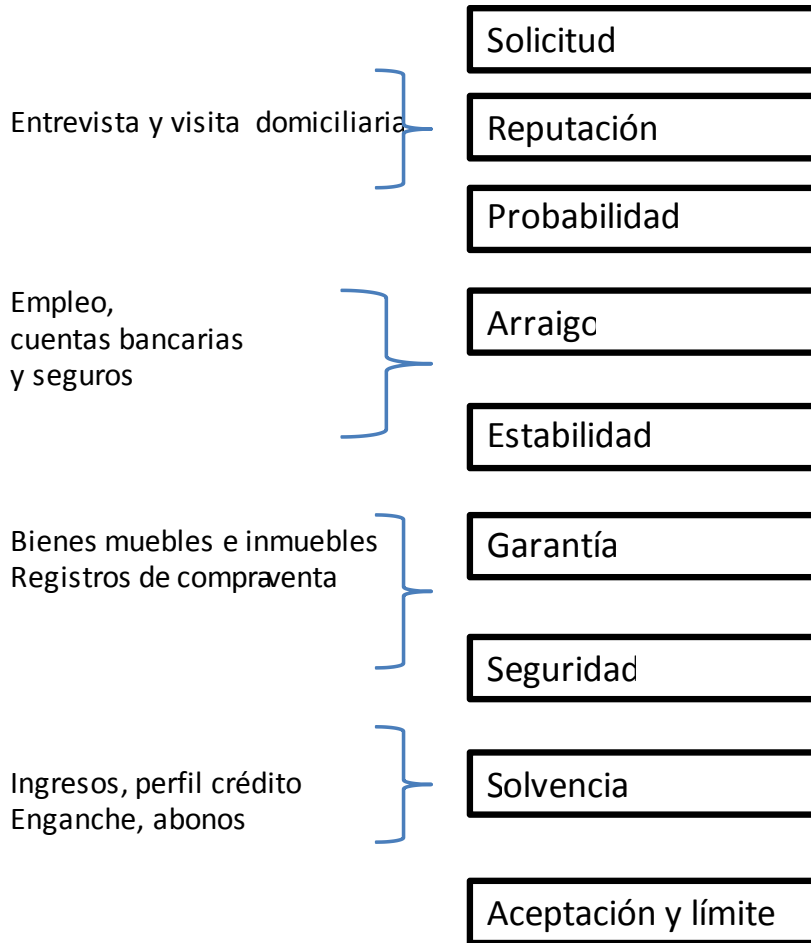 Solicitud
Entrevista y visita domiciliaria
Reputación
Probabilidad
Empleo,
cuentas bancarias
y seguros
Arraigo
Estabilidad
Bienes muebles e inmuebles
Registros de compraventa
Garantía
Seguridad
Ingresos, perfil crédito
Enganche, abonos
Solvencia
Aceptación y límite